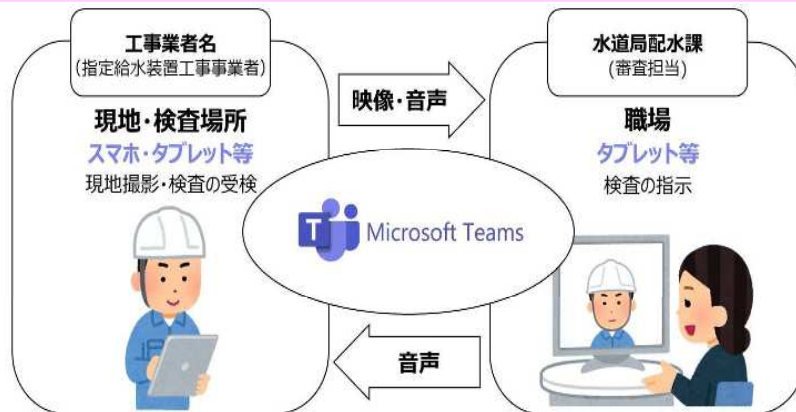 工事業者名
(指定給水装置工事事業者)
現地・検査場所
スマホ・タブレット等
現地撮影・検査の受検
映像・音声
水道局配水課
(審査担当)
職場
タブレット等
検査の指示
T
Microsoft Teams
音声